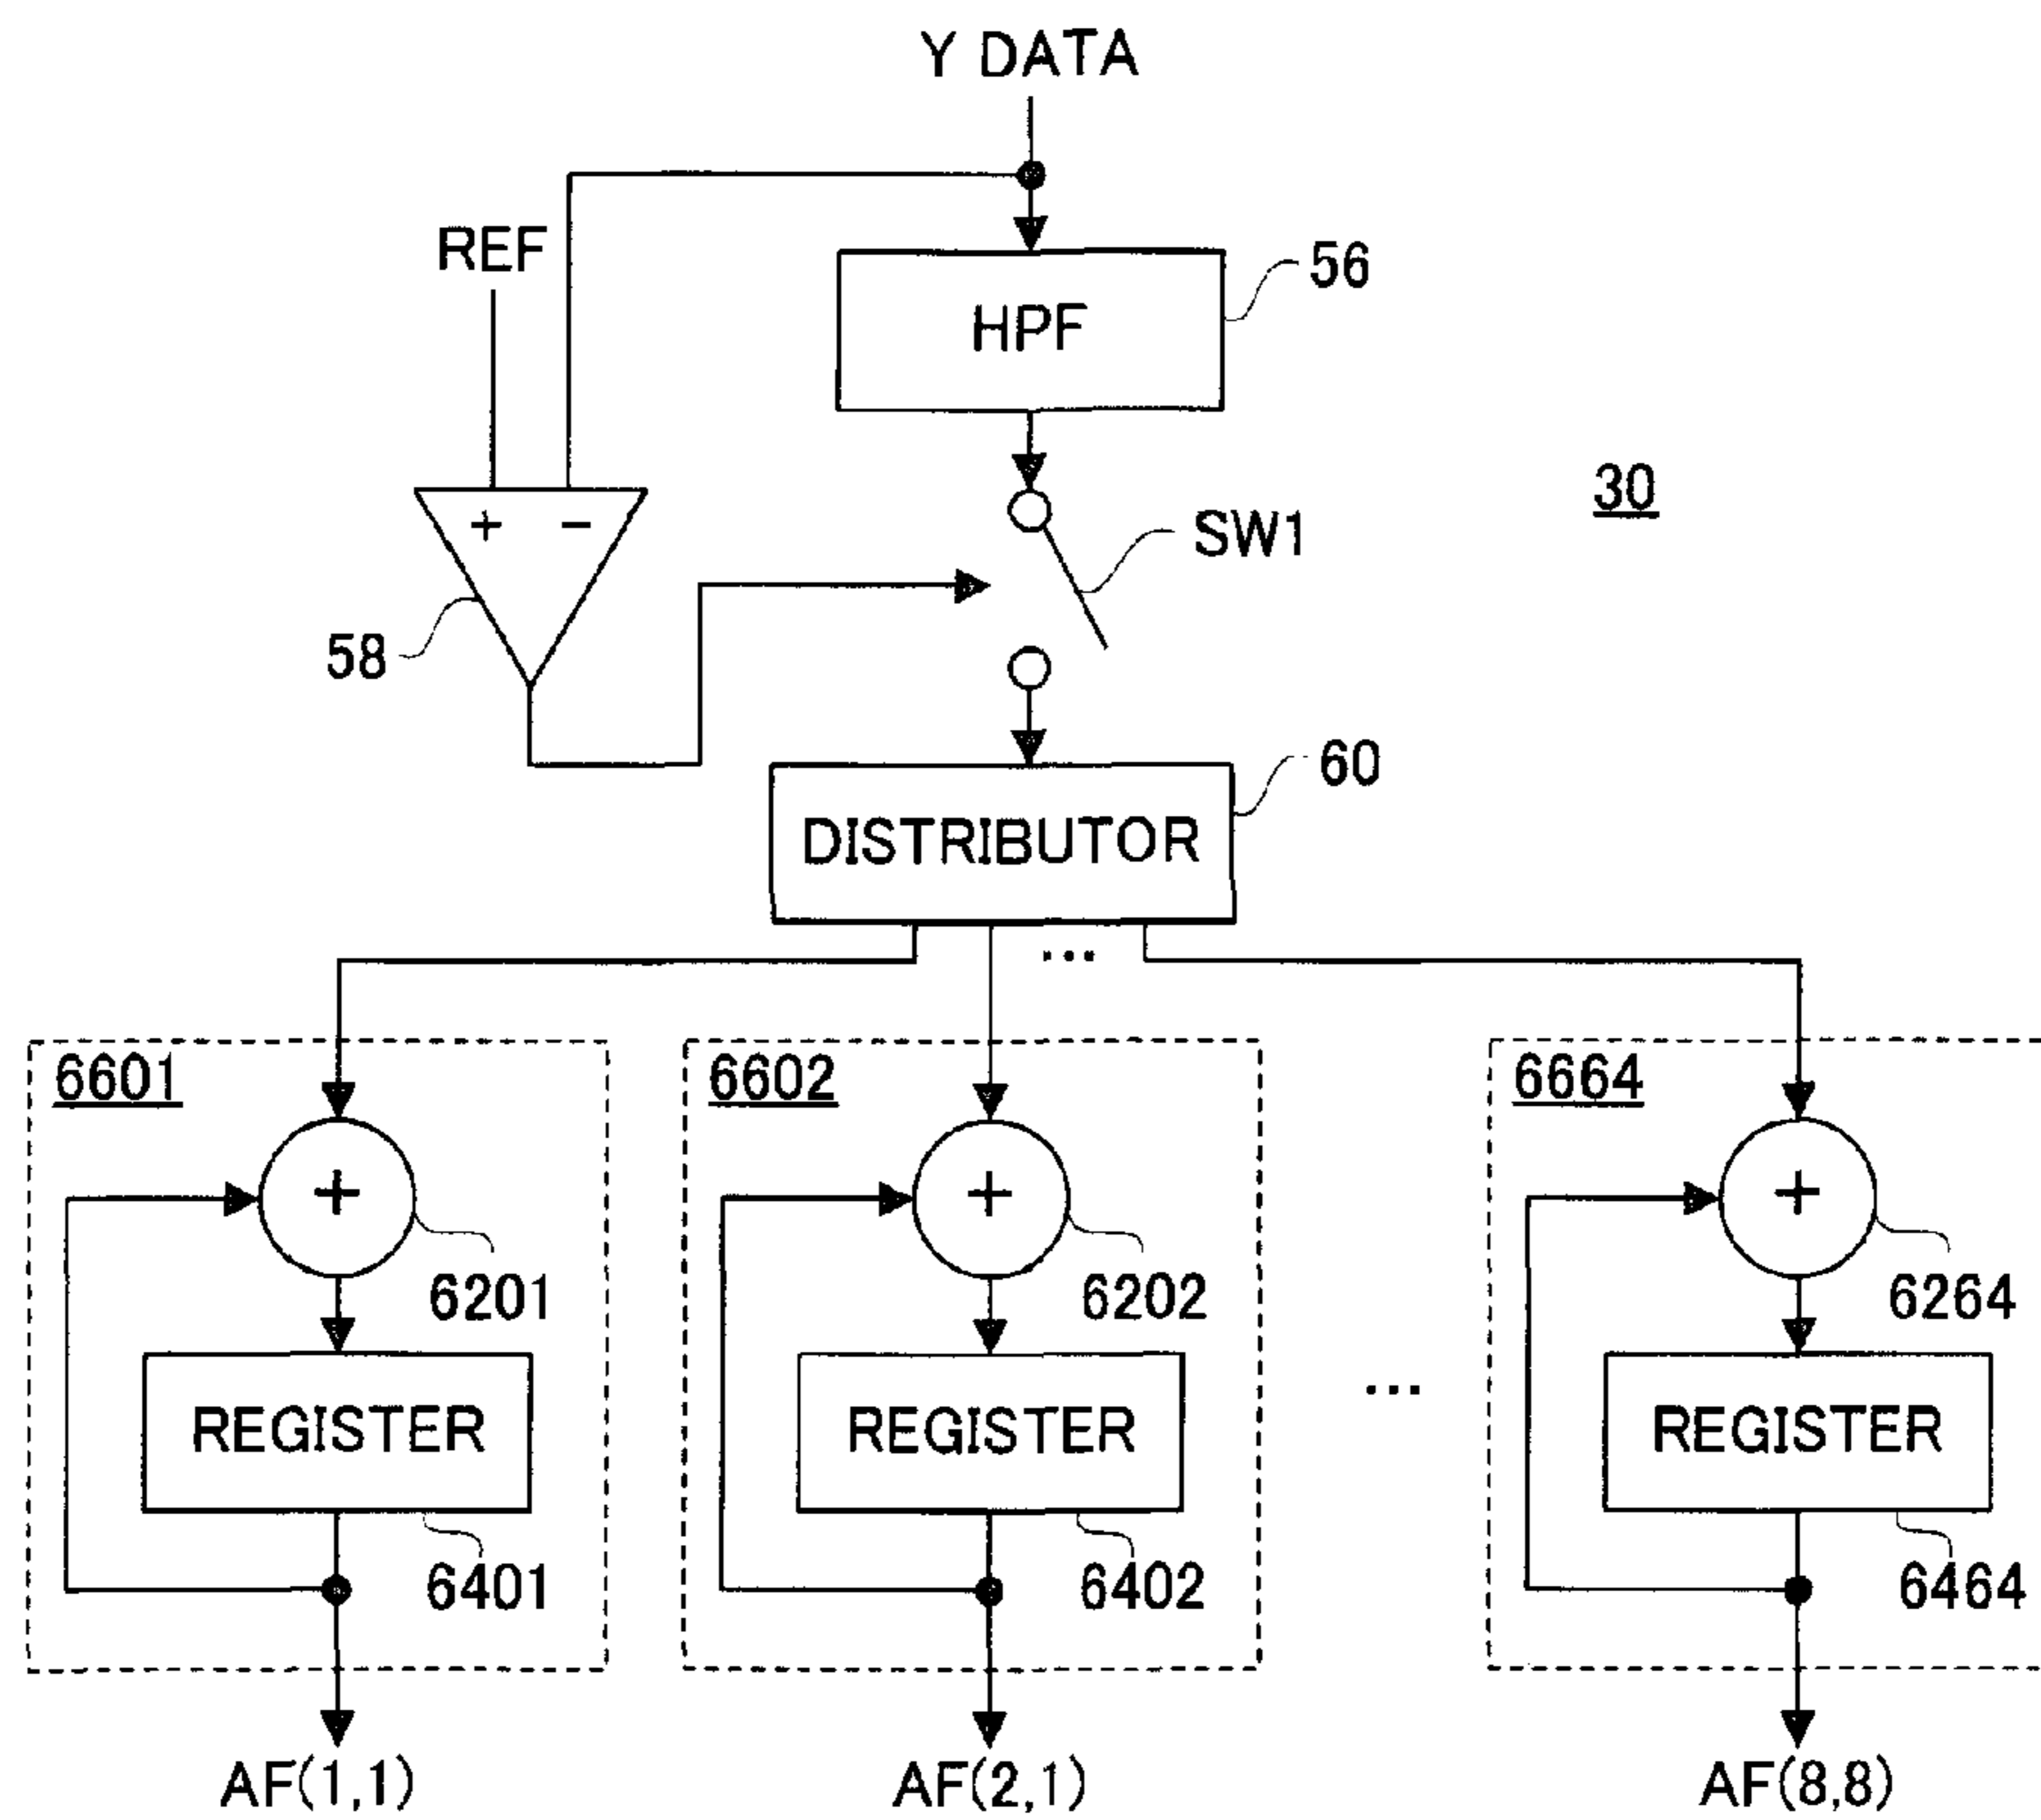 Y DATA
REF
56
HPF
30
+ −
SW1
58
60
DISTRIBUTOR
...
6601
6602
6664
+
+
+
6201
6202
6264
REGISTER
REGISTER
...
REGISTER
6401
6402
6464
AF(1,1)
AF(2,1)
AF(8,8)